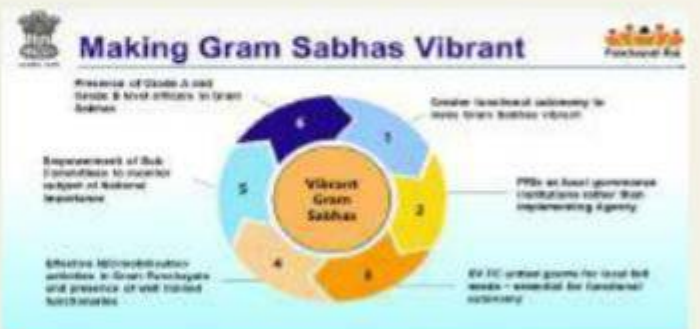 Making Gram Sabhas Vibrant
Panchayati Raj
Presence of Grade A and
Grade B level officers in Gram
Sabhas
6
Greater functional autonomy to
make Gram Sabhas vibrant
1
Empowerment of Sub
Committees to monitor
subject of National
Importance
5
Vibrant
Gram
Sabhas
2
PRIs as local governance
institutions rather than
implementing Agency
Effective
activities in Gram Panchayats
and presence of well trained
functionaries
4
3
XV FC untied grants for local felt
needs – essential for functional
autonomy